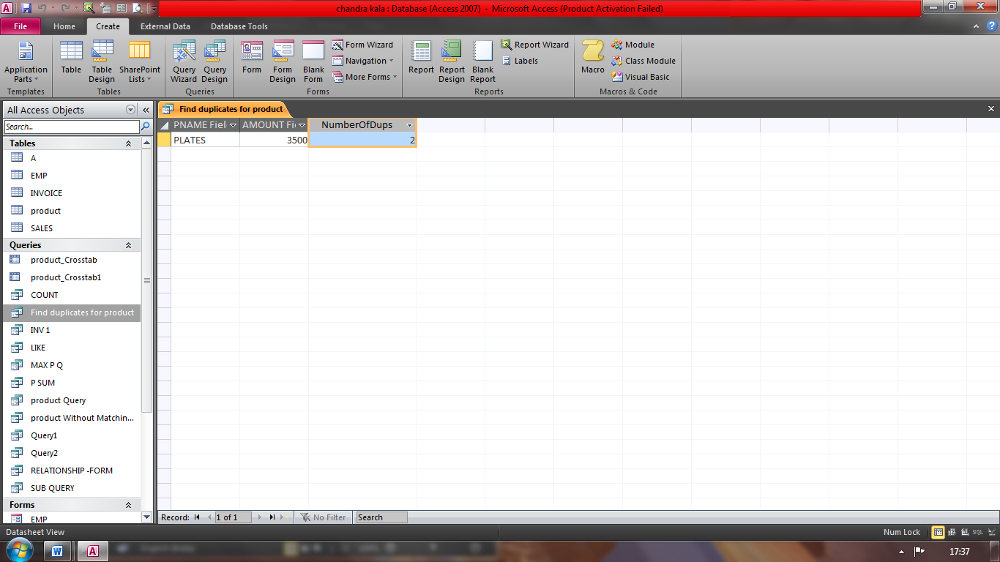 chandra kala : Database (Access 2007) - Microsoft Access (Product Activation Failed)
File Home Create External Data Database Tools
Application Parts
Table
Table Design
SharePoint Lists
Query Wizard
Query Design
Form
Form Design
Blank Form
Form Wizard
Navigation
More Forms
Report
Report Design
Blank Report
Report Wizard
Labels
Macro
Module
Class Module
Visual Basic
Templates Tables Queries Forms Reports Macros & Code
All Access Objects
Search...
Tables
A
EMP
INVOICE
product
SALES
Queries
product_Crosstab
product_Crosstab1
COUNT
Find duplicates for product
INV 1
LIKE
MAX P Q
P SUM
product Query
product Without Matchin...
Query1
Query2
RELATIONSHIP -FORM
SUB QUERY
Forms
EMP
Find duplicates for product
PNAME Fiel AMOUNT Fi NumberOfDups
PLATES 3500 2
Record: 1 of 1 No Filter Search
Datasheet View Num Lock SQL
17:37